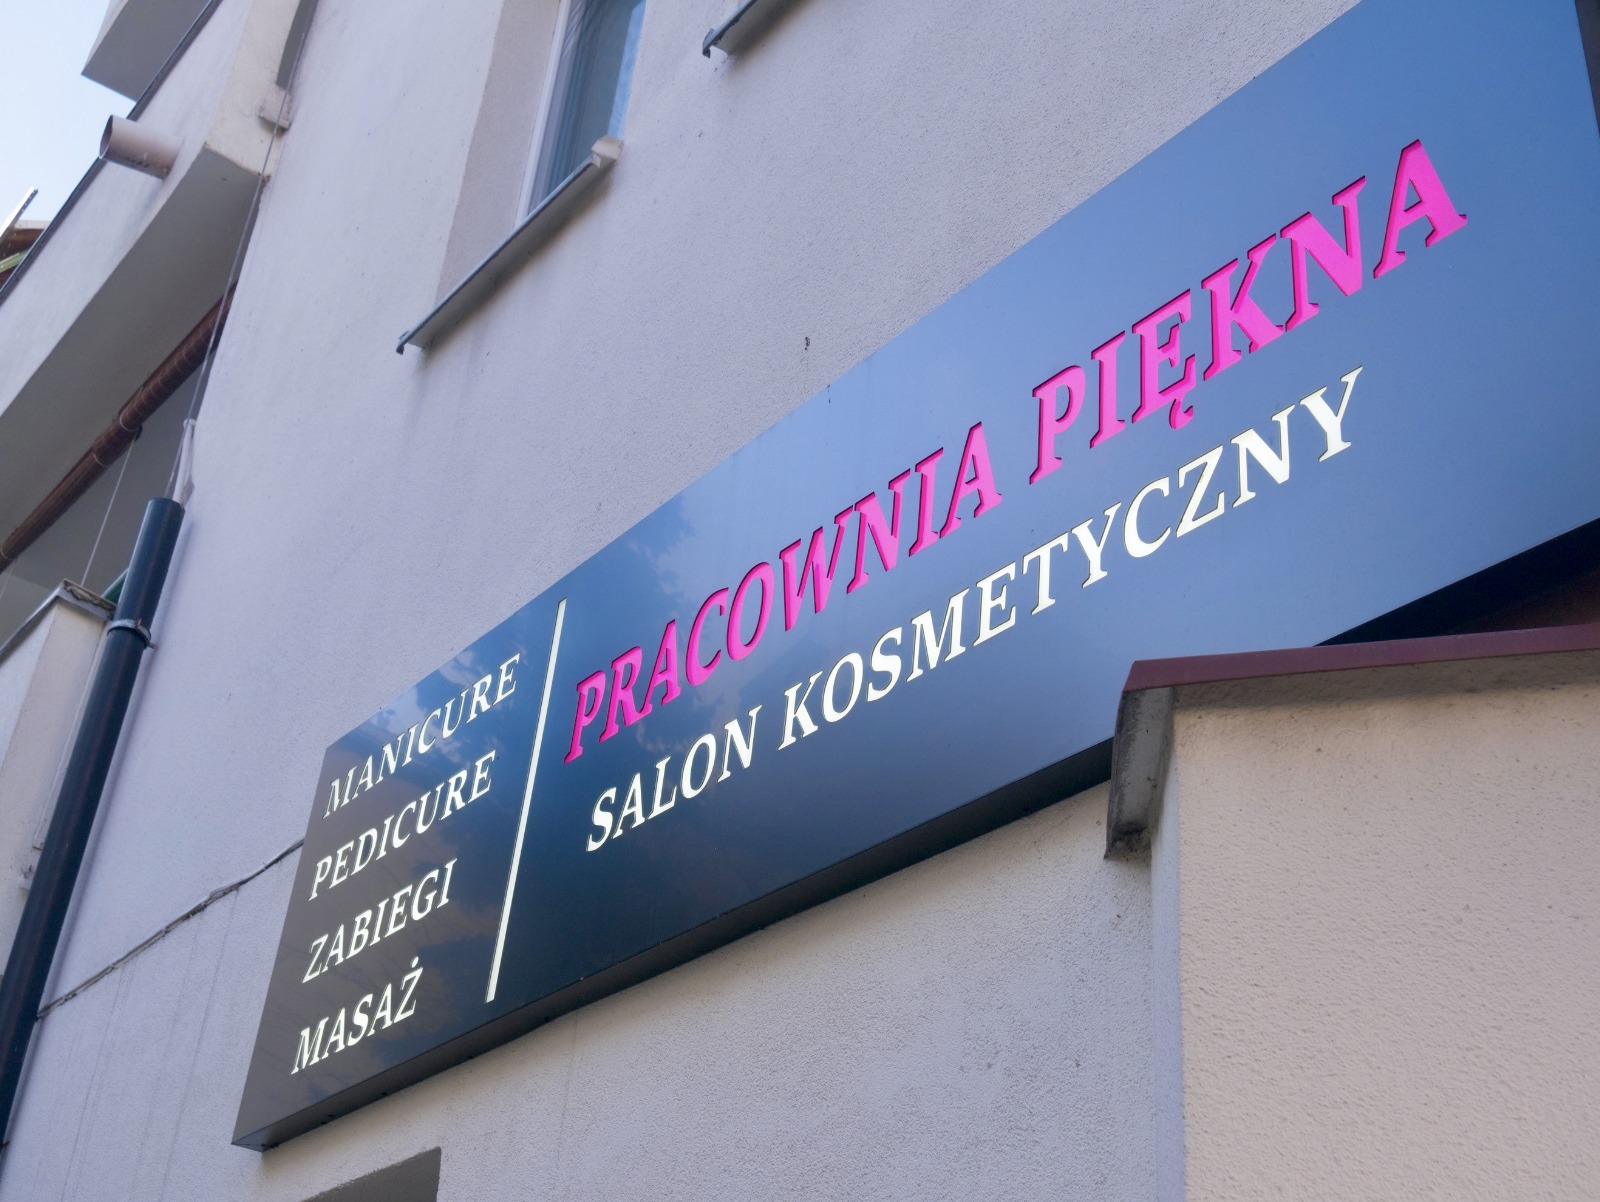 MANICURE
PEDICURE
ZABIEGI
MASAŻ
PRACOWNIA PIĘKNA
SALON KOSMETYCZNY